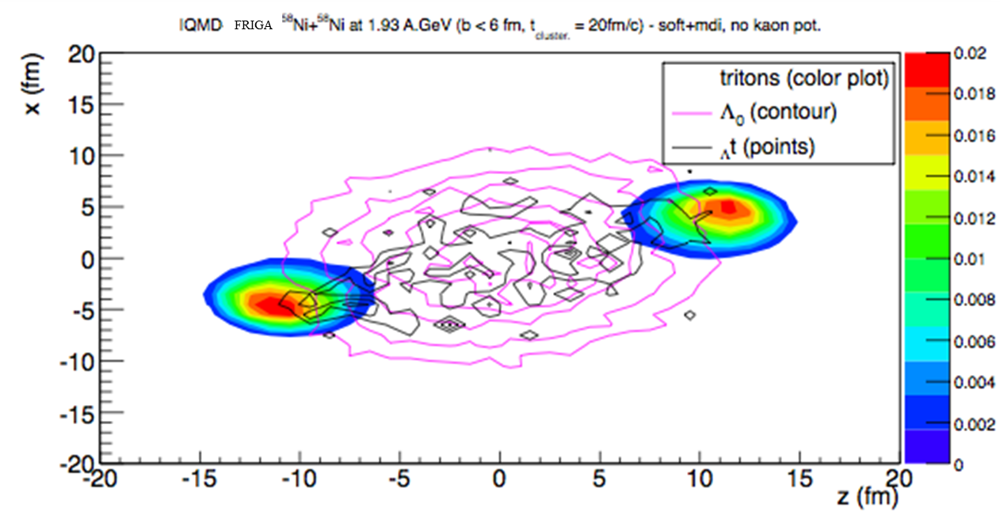 IQMD FRIGA ⁵⁸Ni+⁵⁸Ni at 1.93 A.GeV (b < 6 fm, t_cluster. = 20fm/c) - soft+mdi, no kaon pot.
x (fm)
20
15
10
5
0
-5
-10
-15
-20
tritons (color plot)
Λ₀ (contour)
_Λt (points)
0.02
0.018
0.016
0.014
0.012
0.01
0.008
0.006
0.004
0.002
0
-20 -15 -10 -5 0 5 10 15 20
z (fm)